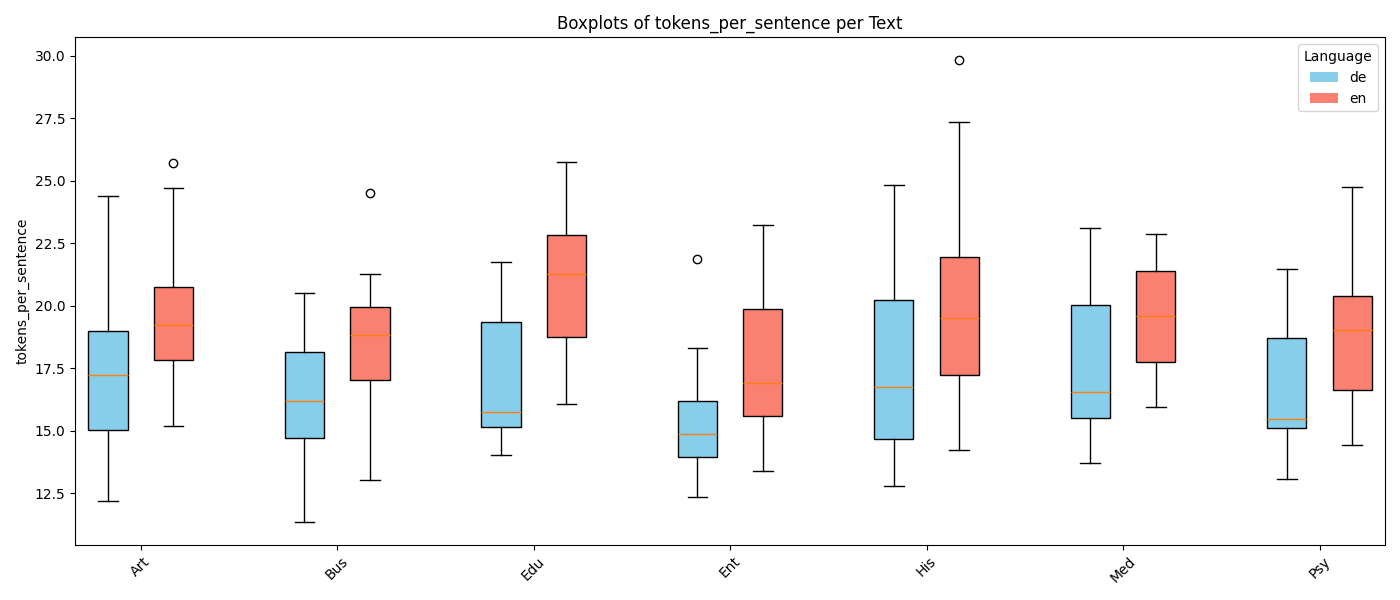 Boxplots of tokens_per_sentence per Text
Language
de
en
tokens_per_sentence
30.0
27.5
25.0
22.5
20.0
17.5
15.0
12.5
Art
Bus
Edu
Ent
His
Med
Psy